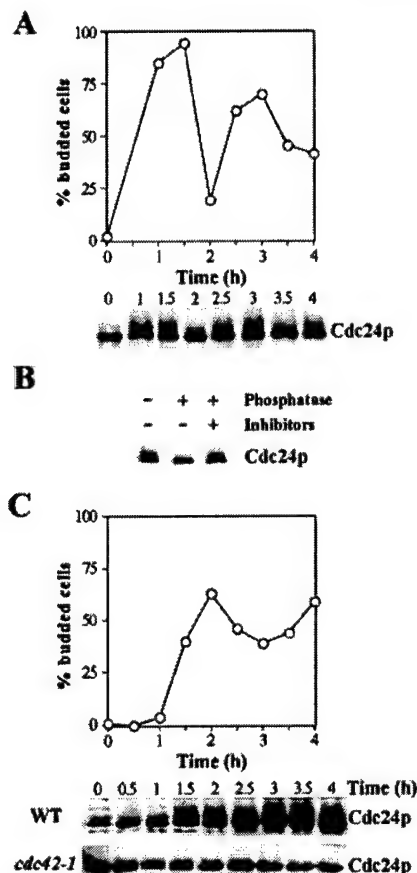 A
100
75
50
25
0
% budded cells
0 1 2 3 4
Time (h)
0 1 1.5 2 2.5 3 3.5 4
Cdc24p
B
- + + Phosphatase
- - + Inhibitors
Cdc24p
C
100
75
50
25
0
% budded cells
0 1 2 3 4
Time (h)
0 0.5 1 1.5 2 2.5 3 3.5 4 Time (h)
WT Cdc24p
cdc42-1 Cdc24p